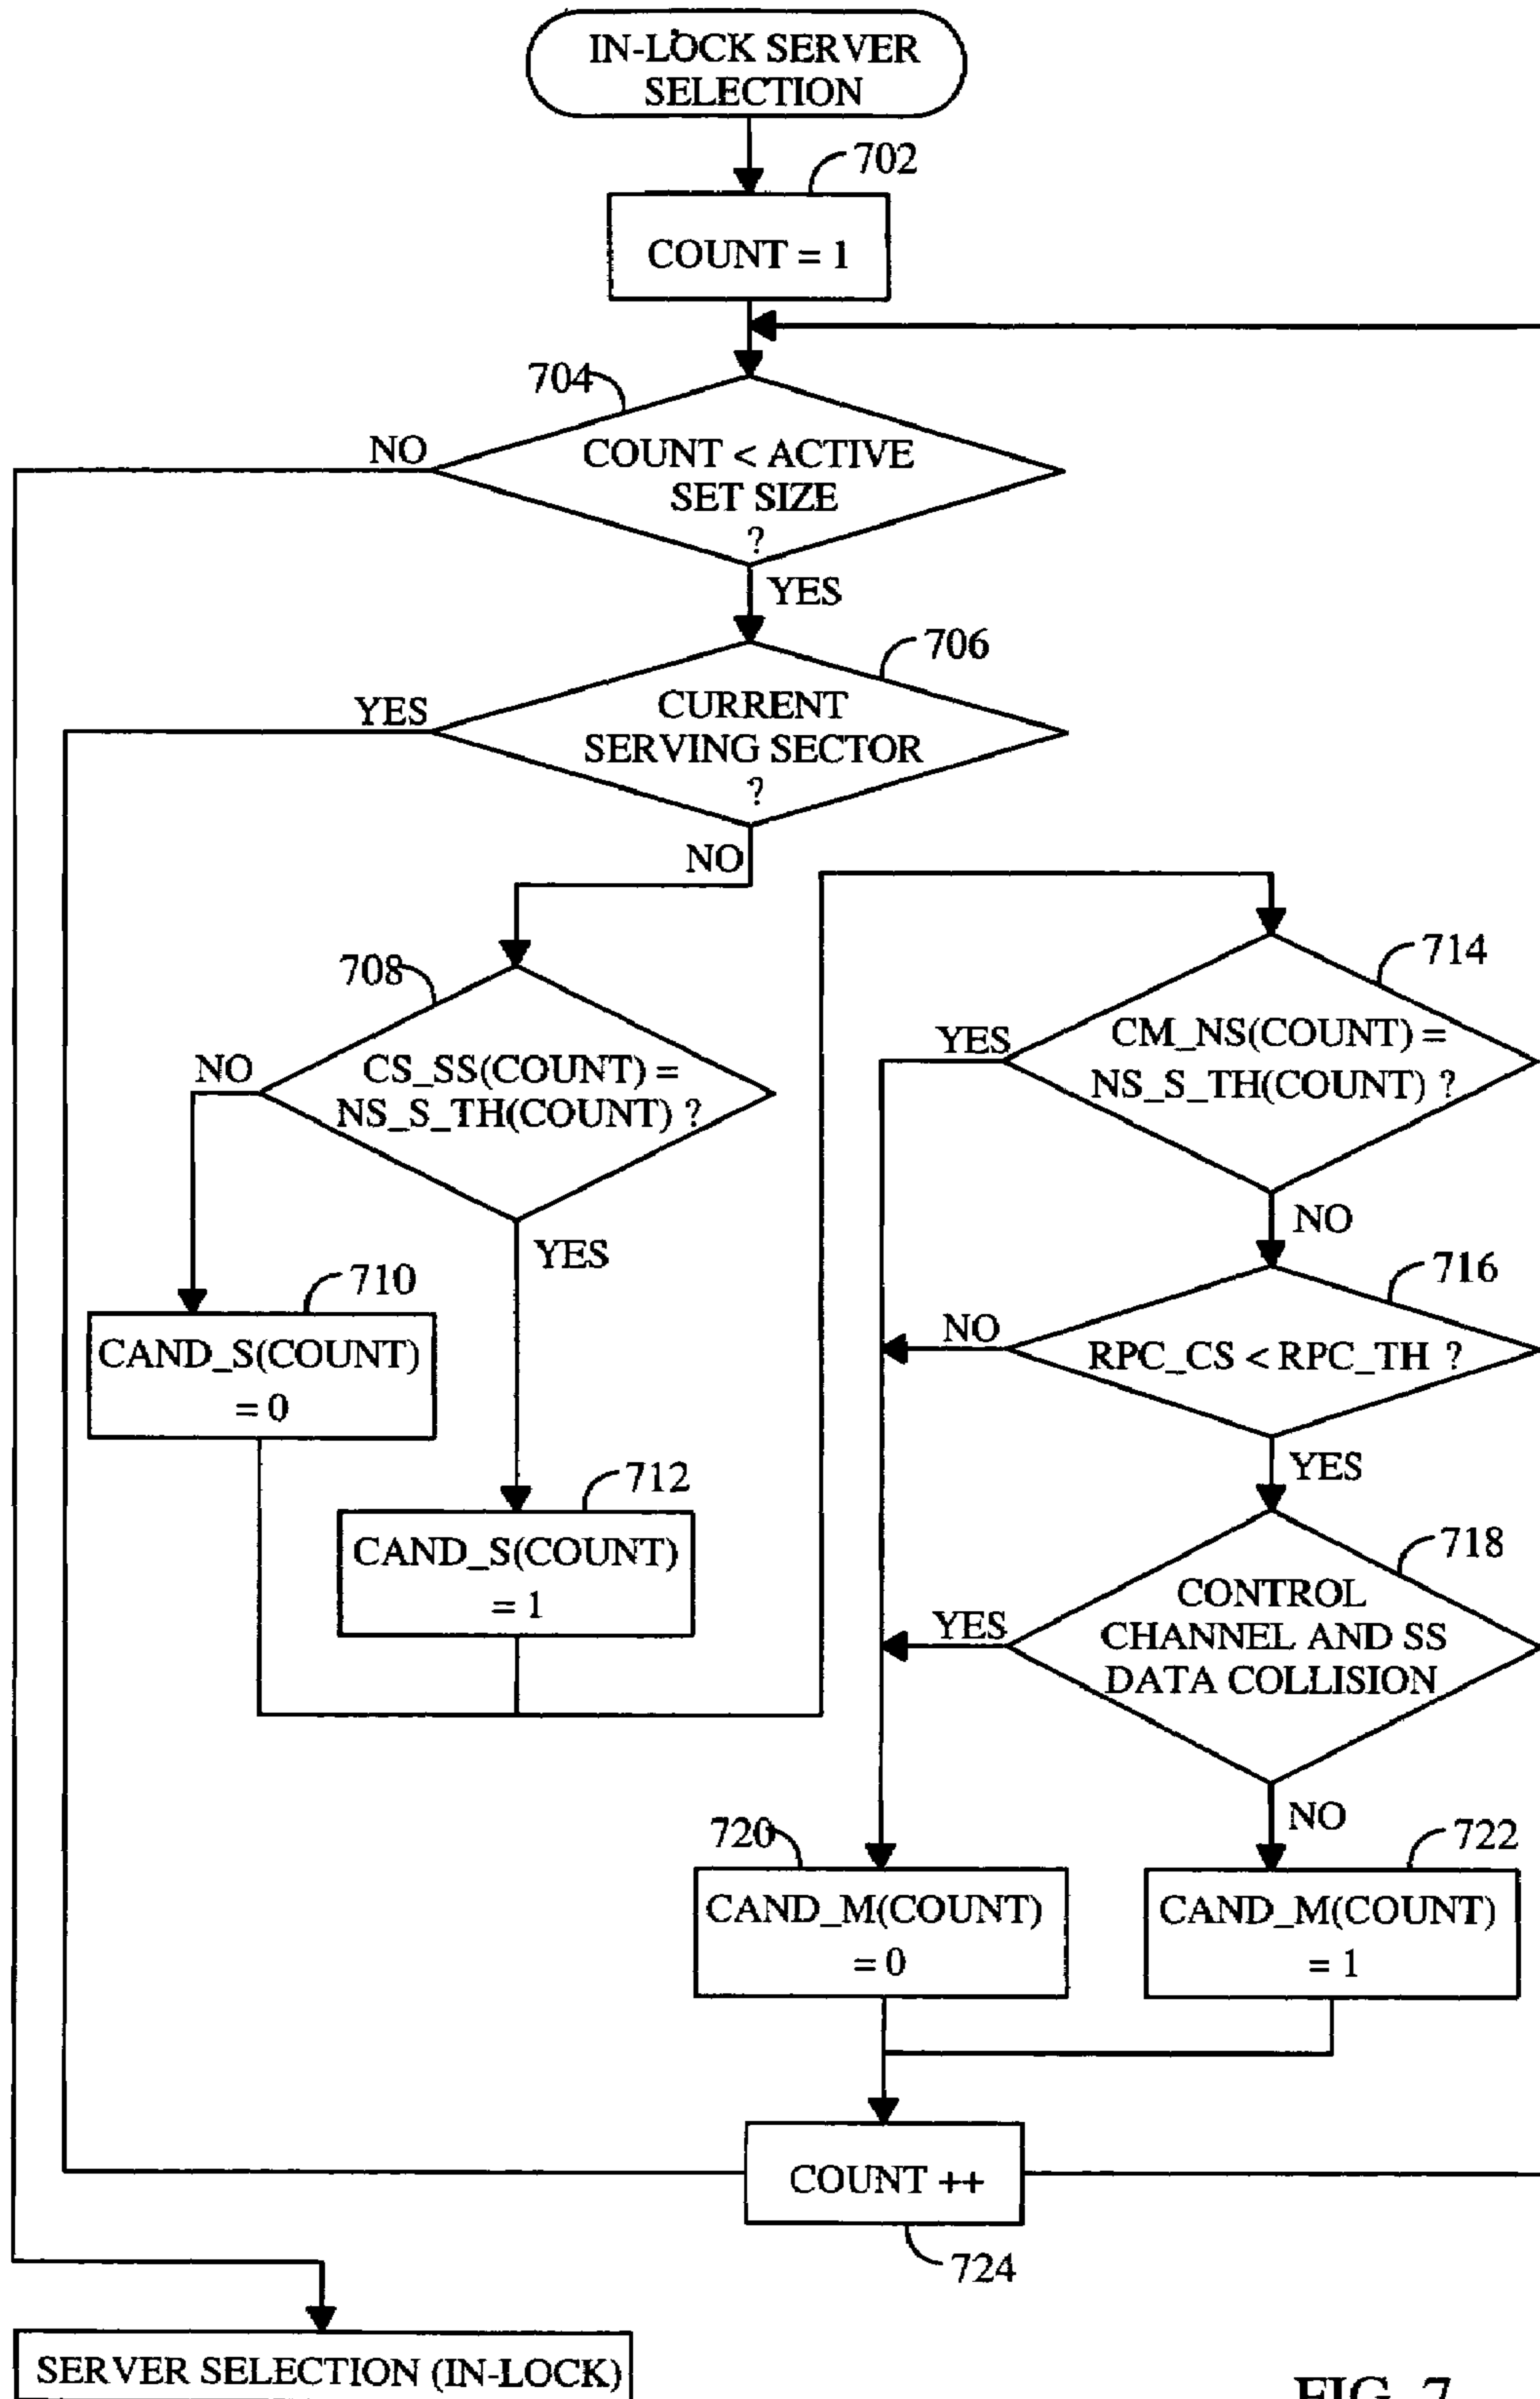 IN-LOCK SERVER
SELECTION
702
COUNT = 1
704
NO
COUNT < ACTIVE
SET SIZE
?
YES
706
YES
CURRENT
SERVING SECTOR
?
NO
708
NO
CS_SS(COUNT) =
NS_S_TH(COUNT) ?
YES
710
CAND_S(COUNT)
= 0
712
CAND_S(COUNT)
= 1
714
YES
CM_NS(COUNT) =
NS_S_TH(COUNT) ?
NO
716
NO
RPC_CS < RPC_TH ?
YES
718
YES
CONTROL
CHANNEL AND SS
DATA COLLISION
NO
720
CAND_M(COUNT)
= 0
722
CAND_M(COUNT)
= 1
COUNT ++
724
SERVER SELECTION (IN-LOCK)
FIG. 7